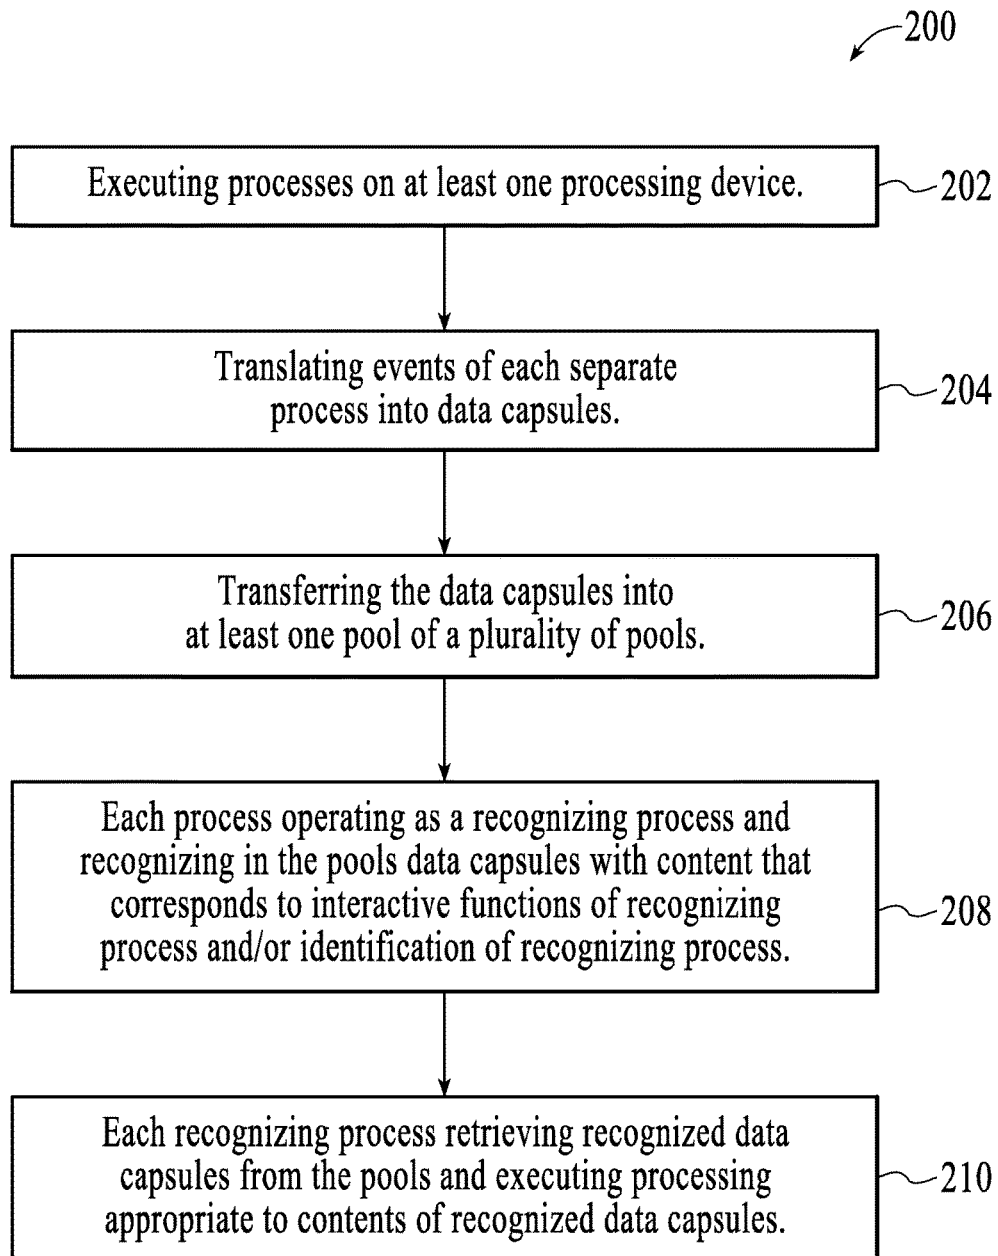 200
Executing processes on at least one processing device.
202
Translating events of each separate
process into data capsules.
204
Transferring the data capsules into
at least one pool of a plurality of pools.
206
Each process operating as a recognizing process and
recognizing in the pools data capsules with content that
corresponds to interactive functions of recognizing
process and/or identification of recognizing process.
208
Each recognizing process retrieving recognized data
capsules from the pools and executing processing
appropriate to contents of recognized data capsules.
210